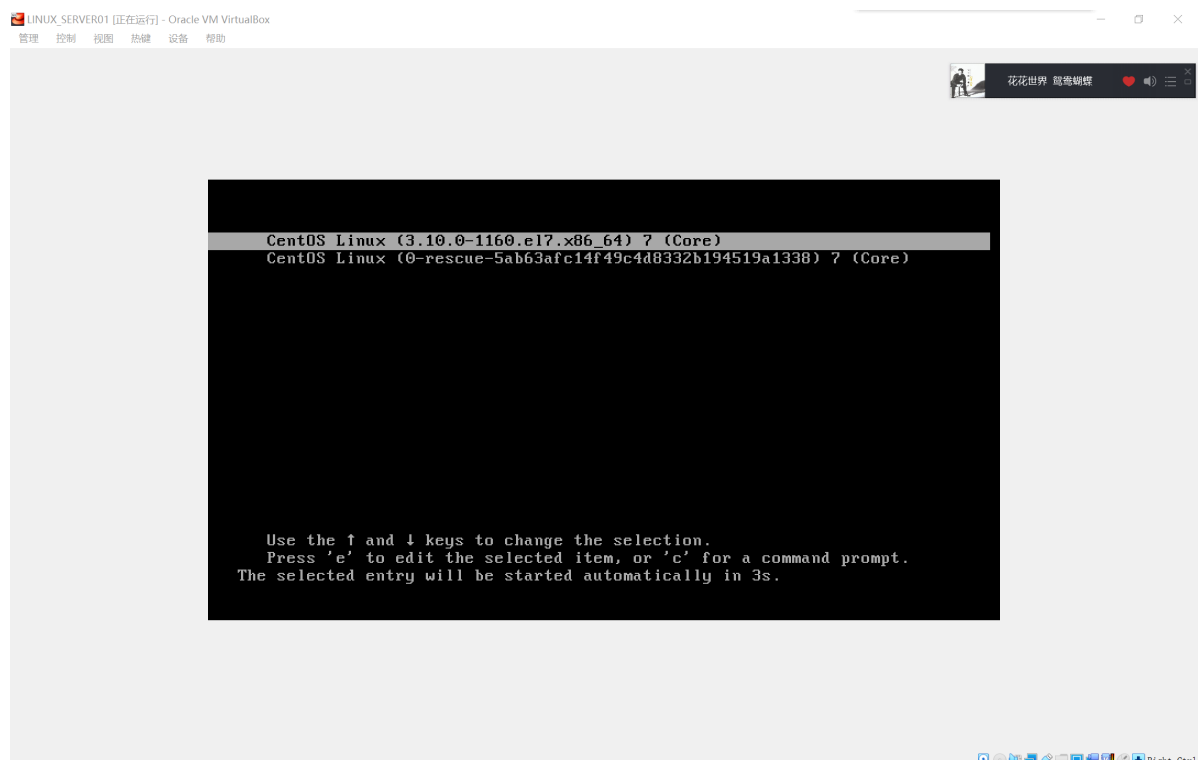 LINUX_SERVER01 [正在运行] - Oracle VM VirtualBox
管理 控制 视图 热键 设备 帮助
花花世界 鸳鸯蝴蝶
CentOS Linux (3.10.0-1160.el7.x86_64) 7 (Core)
CentOS Linux (0-rescue-5ab63afc14f49c4d8332b194519a1338) 7 (Core)
Use the ↑ and ↓ keys to change the selection.
Press 'e' to edit the selected item, or 'c' for a command prompt.
The selected entry will be started automatically in 3s.
Right Ctrl